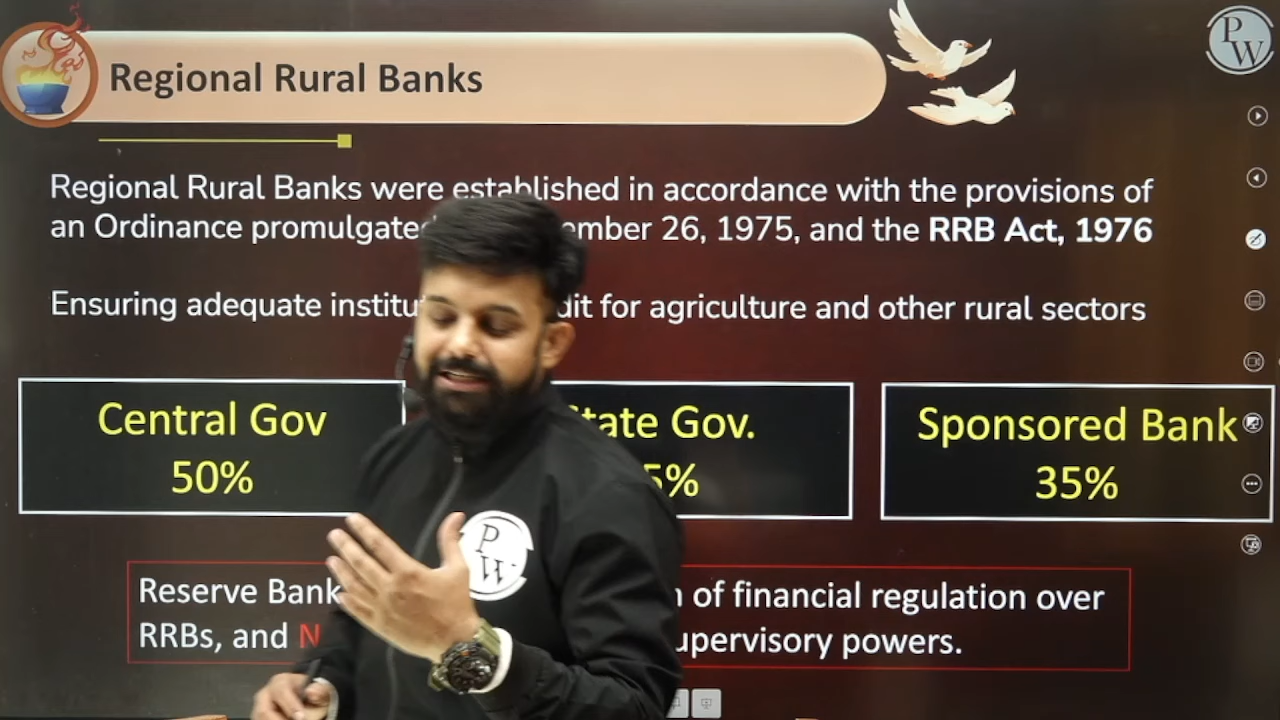 Regional Rural Banks
P
W
Regional Rural Banks were established in accordance with the provisions of
an Ordinance promulgated ember 26, 1975, and the RRB Act, 1976
Ensuring adequate institu dit for agriculture and other rural sectors
Central Gov
50%
tate Gov.
5%
Sponsored Bank
35%
P
W
Reserve Bank n of financial regulation over
RRBs, and N upervisory powers.